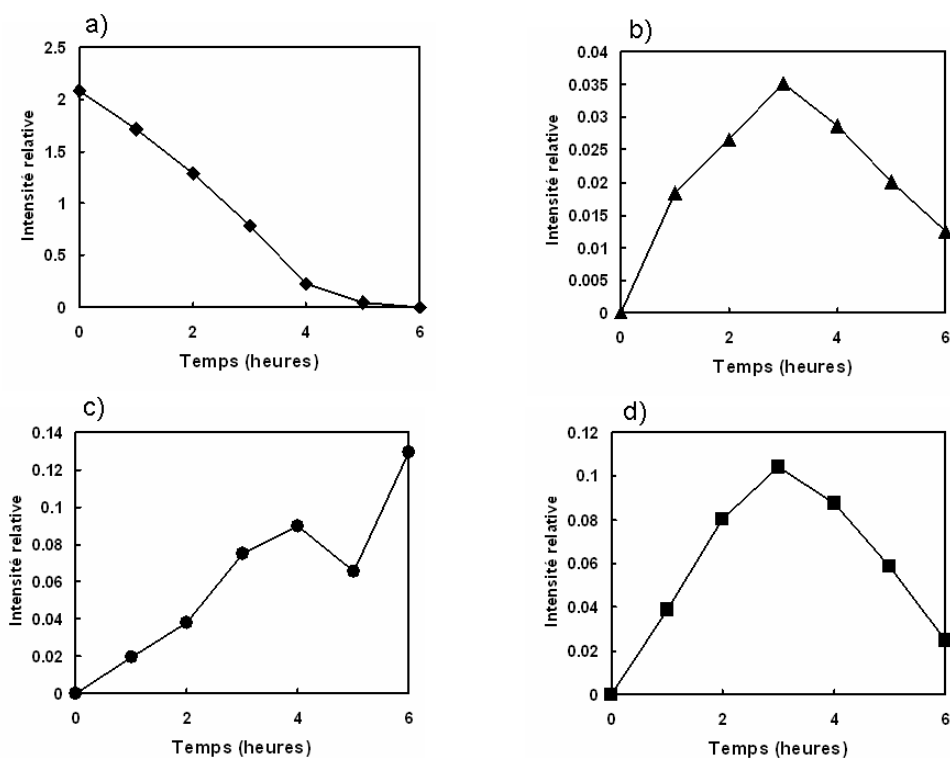 a)
2.5
2
1.5
1
0.5
0
0 2 4 6
Intensité relative
Temps (heures)
b)
0.04
0.035
0.03
0.025
0.02
0.015
0.01
0.005
0
0 2 4 6
Intensité relative
Temps (heures)
c)
0.14
0.12
0.1
0.08
0.06
0.04
0.02
0
0 2 4 6
Intensité relative
Temps (heures)
d)
0.12
0.1
0.08
0.06
0.04
0.02
0
0 2 4 6
Intensité relative
Temps (heures)